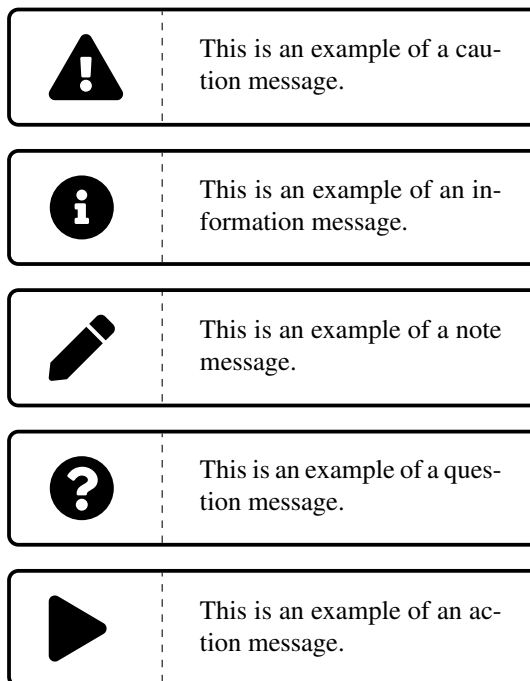 This is an example of a cau-
tion message.
This is an example of an in-
formation message.
This is an example of a note
message.
This is an example of a ques-
tion message.
This is an example of an ac-
tion message.